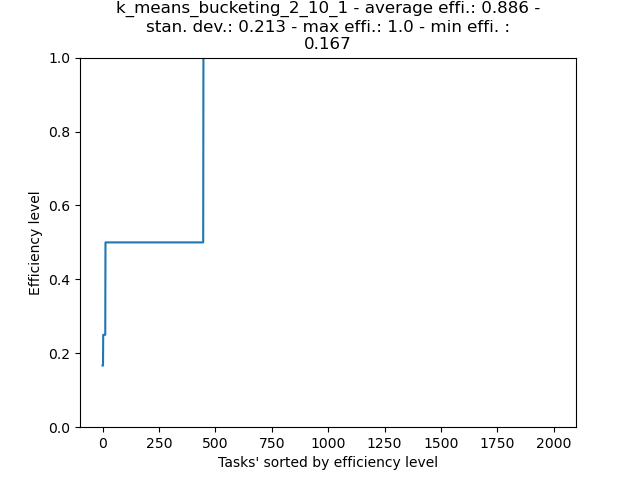 k_means_bucketing_2_10_1 - average effi.: 0.886 -
stan. dev.: 0.213 - max effi.: 1.0 - min effi. :
0.167
1.0
0.8
0.6
0.4
0.2
0.0
Efficiency level
0 250 500 750 1000 1250 1500 1750 2000
Tasks' sorted by efficiency level